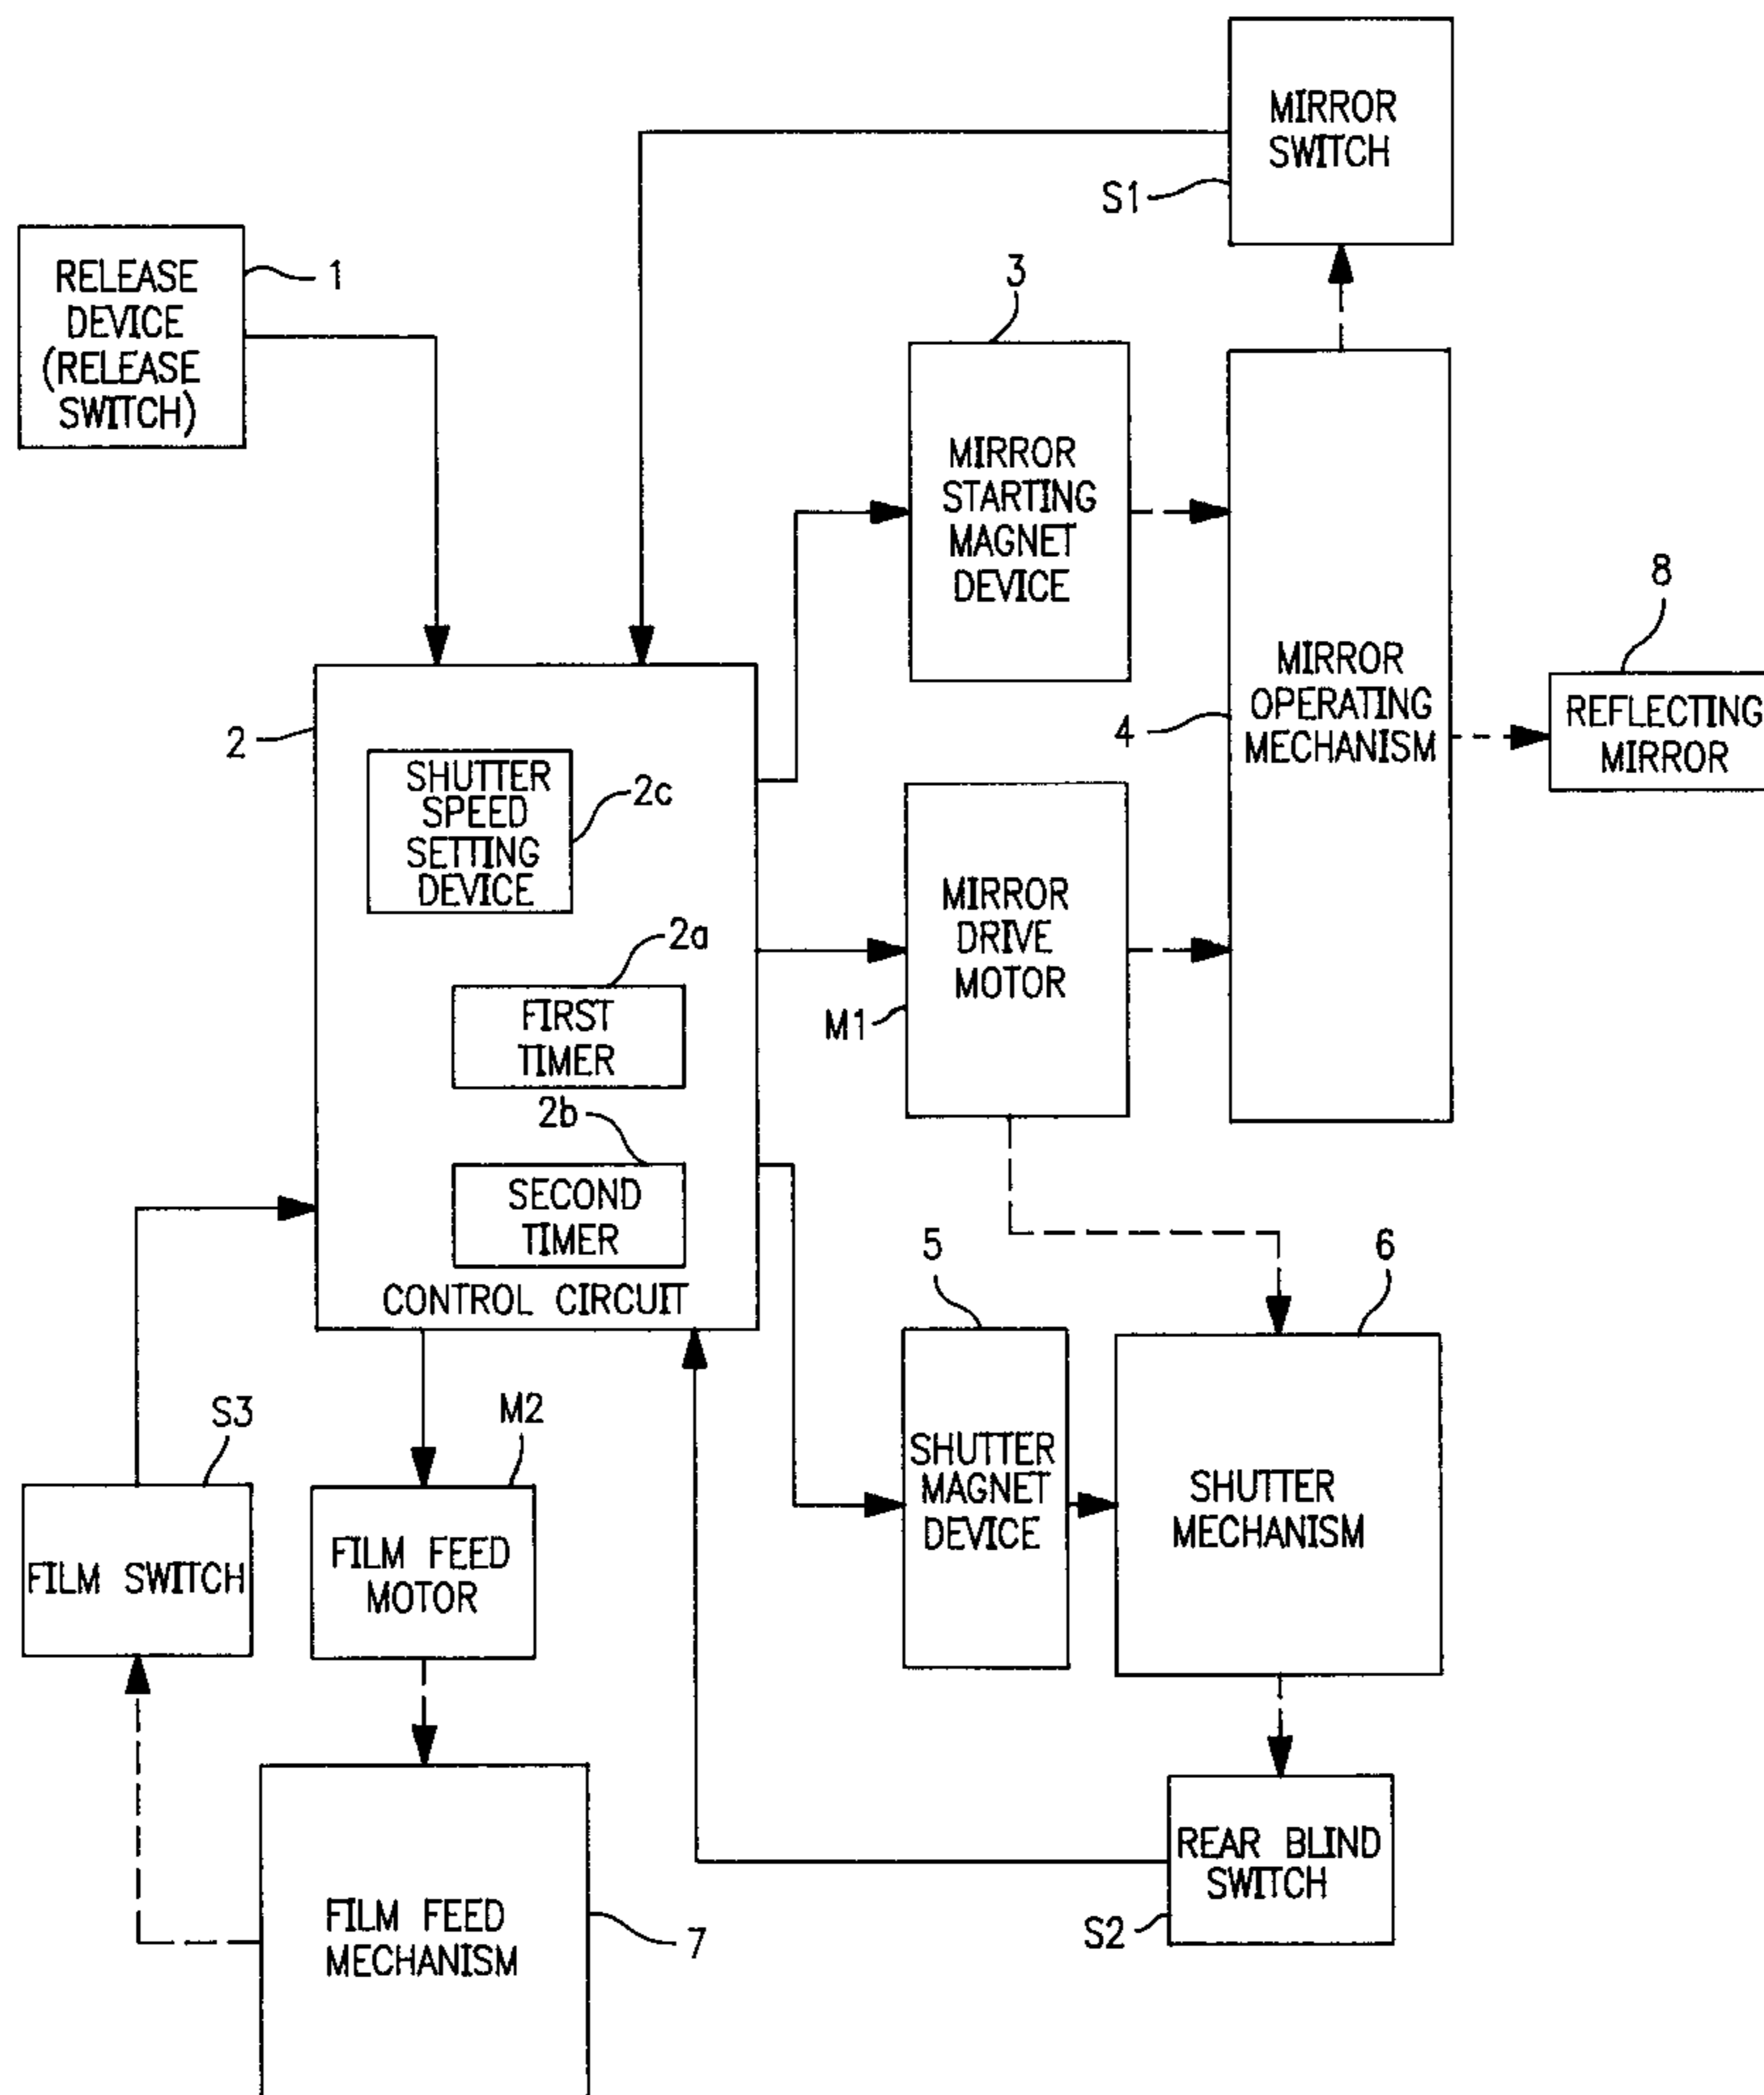 MIRROR
SWITCH
S1
RELEASE
DEVICE
(RELEASE
SWITCH)
1
3
MIRROR
STARTING
MAGNET
DEVICE
8
MIRROR
OPERATING
MECHANISM
4
REFLECTING
MIRROR
2
SHUTTER
SPEED
SETTING
DEVICE
2c
MIRROR
DRIVE
MOTOR
M1
2a
FIRST
TIMER
2b
SECOND
TIMER
CONTROL CIRCUIT
5
6
S3
M2
SHUTTER
MAGNET
DEVICE
SHUTTER
MECHANISM
FILM SWITCH
FILM FEED
MOTOR
REAR BLIND
SWITCH
S2
FILM FEED
MECHANISM
7